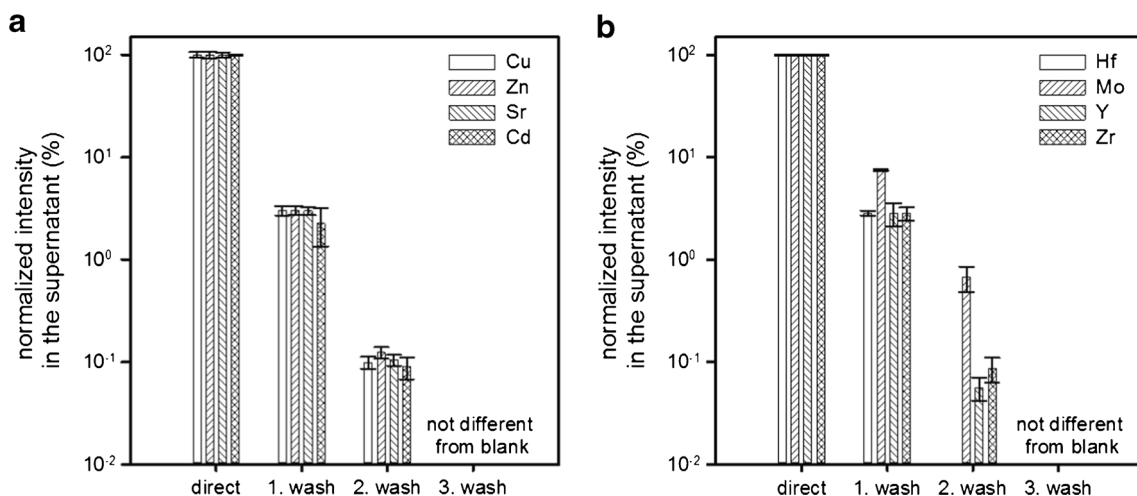 a
normalized intensity
in the supernatant (%)
10²
10¹
10⁰
10⁻¹
10⁻²
Cu
Zn
Sr
Cd
not different
from blank
direct 1. wash 2. wash 3. wash
b
normalized intensity
in the supernatant (%)
10²
10¹
10⁰
10⁻¹
10⁻²
Hf
Mo
Y
Zr
not different
from blank
direct 1. wash 2. wash 3. wash